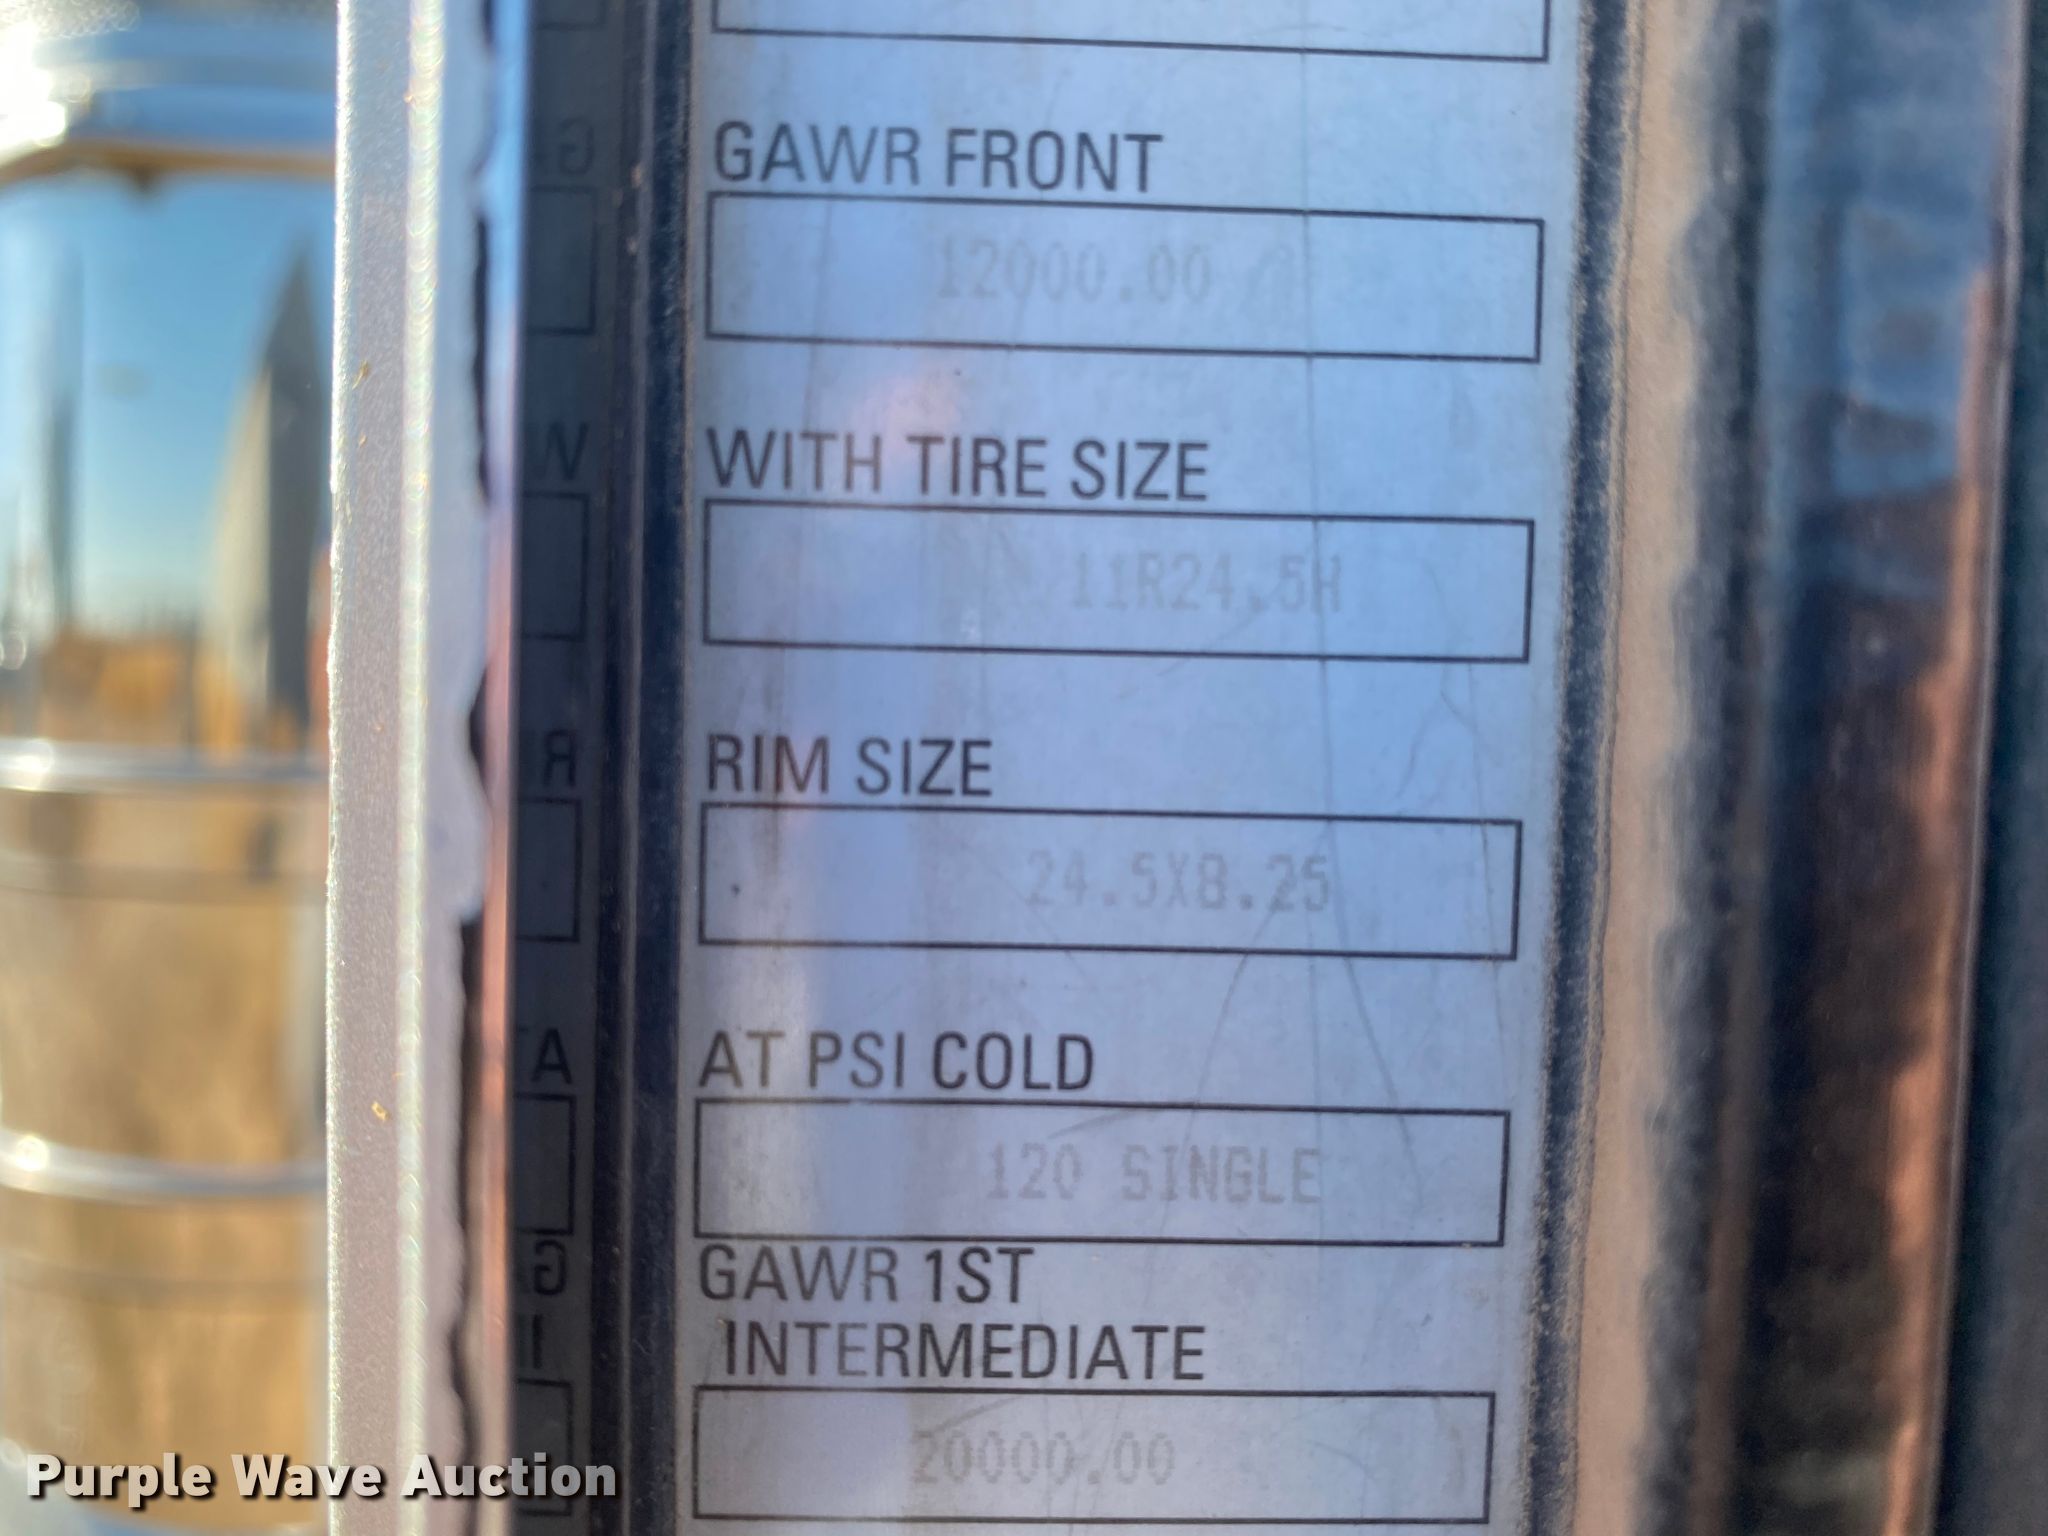 GAWR FRONT
12000.00
WITH TIRE SIZE
11R24.5H
RIM SIZE
24.5X8.25
AT PSI COLD
120 SINGLE
GAWR 1ST
INTERMEDIATE
20000.00
Purple Wave Auction